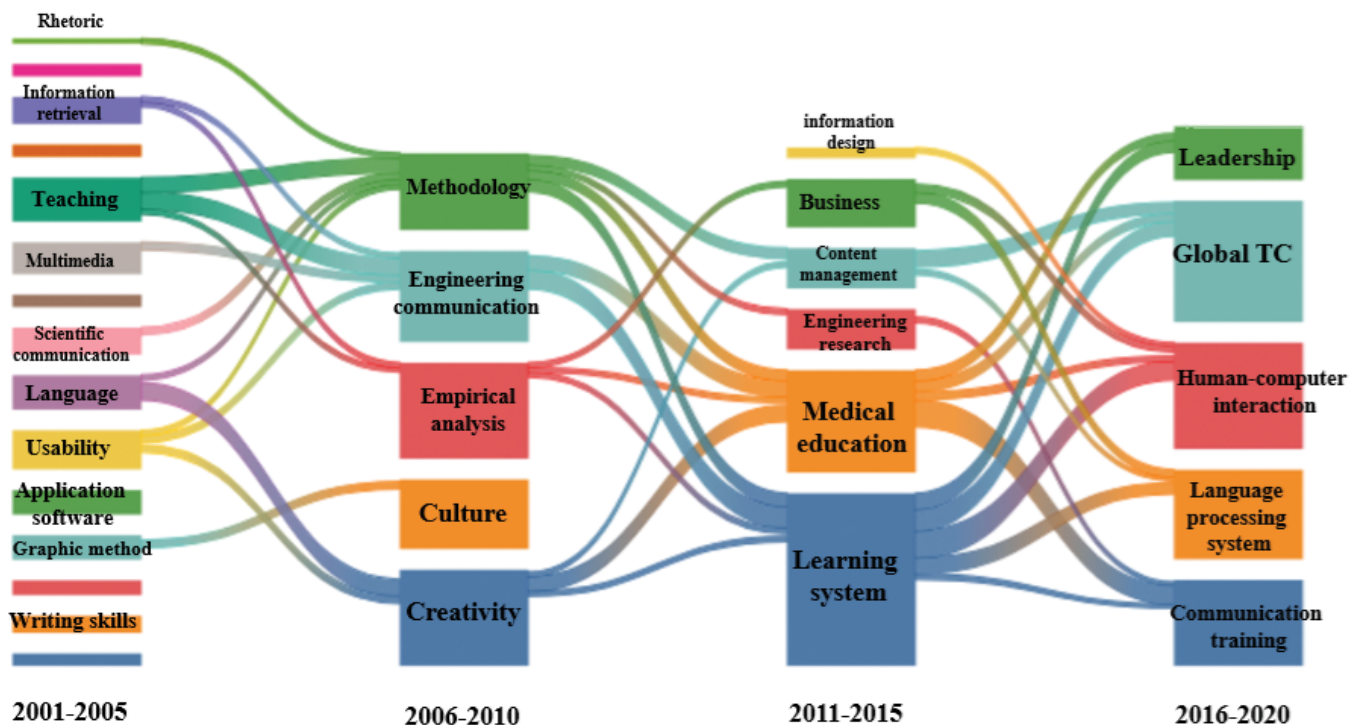 Rhetoric
Information
retrieval
Teaching
Multimedia
Scientific
communication
Language
Usability
Application
software
Graphic method
Writing skills
2001-2005
Methodology
Engineering
communication
Empirical
analysis
Culture
Creativity
2006-2010
information
design
Business
Content
management
Engineering
research
Medical
education
Learning
system
2011-2015
Leadership
Global TC
Human-computer
interaction
Language
processing
system
Communication
training
2016-2020